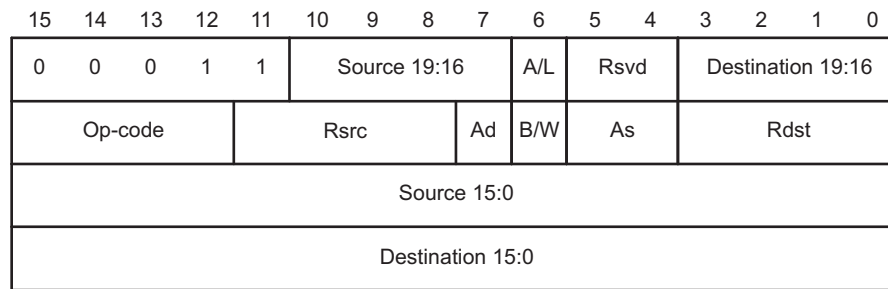 15 14 13 12 11 10 9 8 7 6 5 4 3 2 1 0
0 0 0 1 1 Source 19:16 A/L Rsvd Destination 19:16
Op-code Rsrc Ad B/W As Rdst
Source 15:0
Destination 15:0